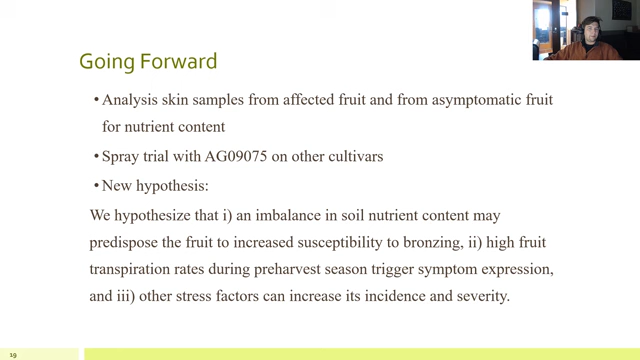 Going Forward
• Analysis skin samples from affected fruit and from asymptomatic fruit
for nutrient content
• Spray trial with AG09075 on other cultivars
• New hypothesis:
We hypothesize that i) an imbalance in soil nutrient content may
predispose the fruit to increased susceptibility to bronzing, ii) high fruit
transpiration rates during preharvest season trigger symptom expression,
and iii) other stress factors can increase its incidence and severity.
19